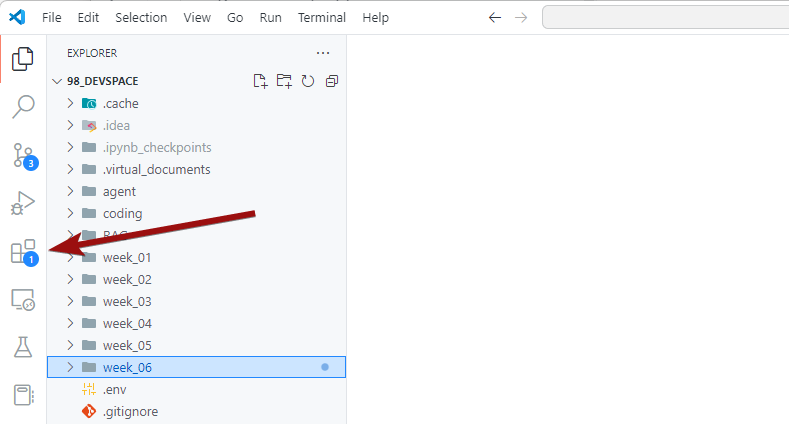 File Edit Selection View Go Run Terminal Help
EXPLORER
98_DEVSPACE
.cache
.idea
.ipynb_checkpoints
3
.virtual_documents
agent
coding
1
week_01
week_02
week_03
week_04
week_05
week_06
.env
.gitignore